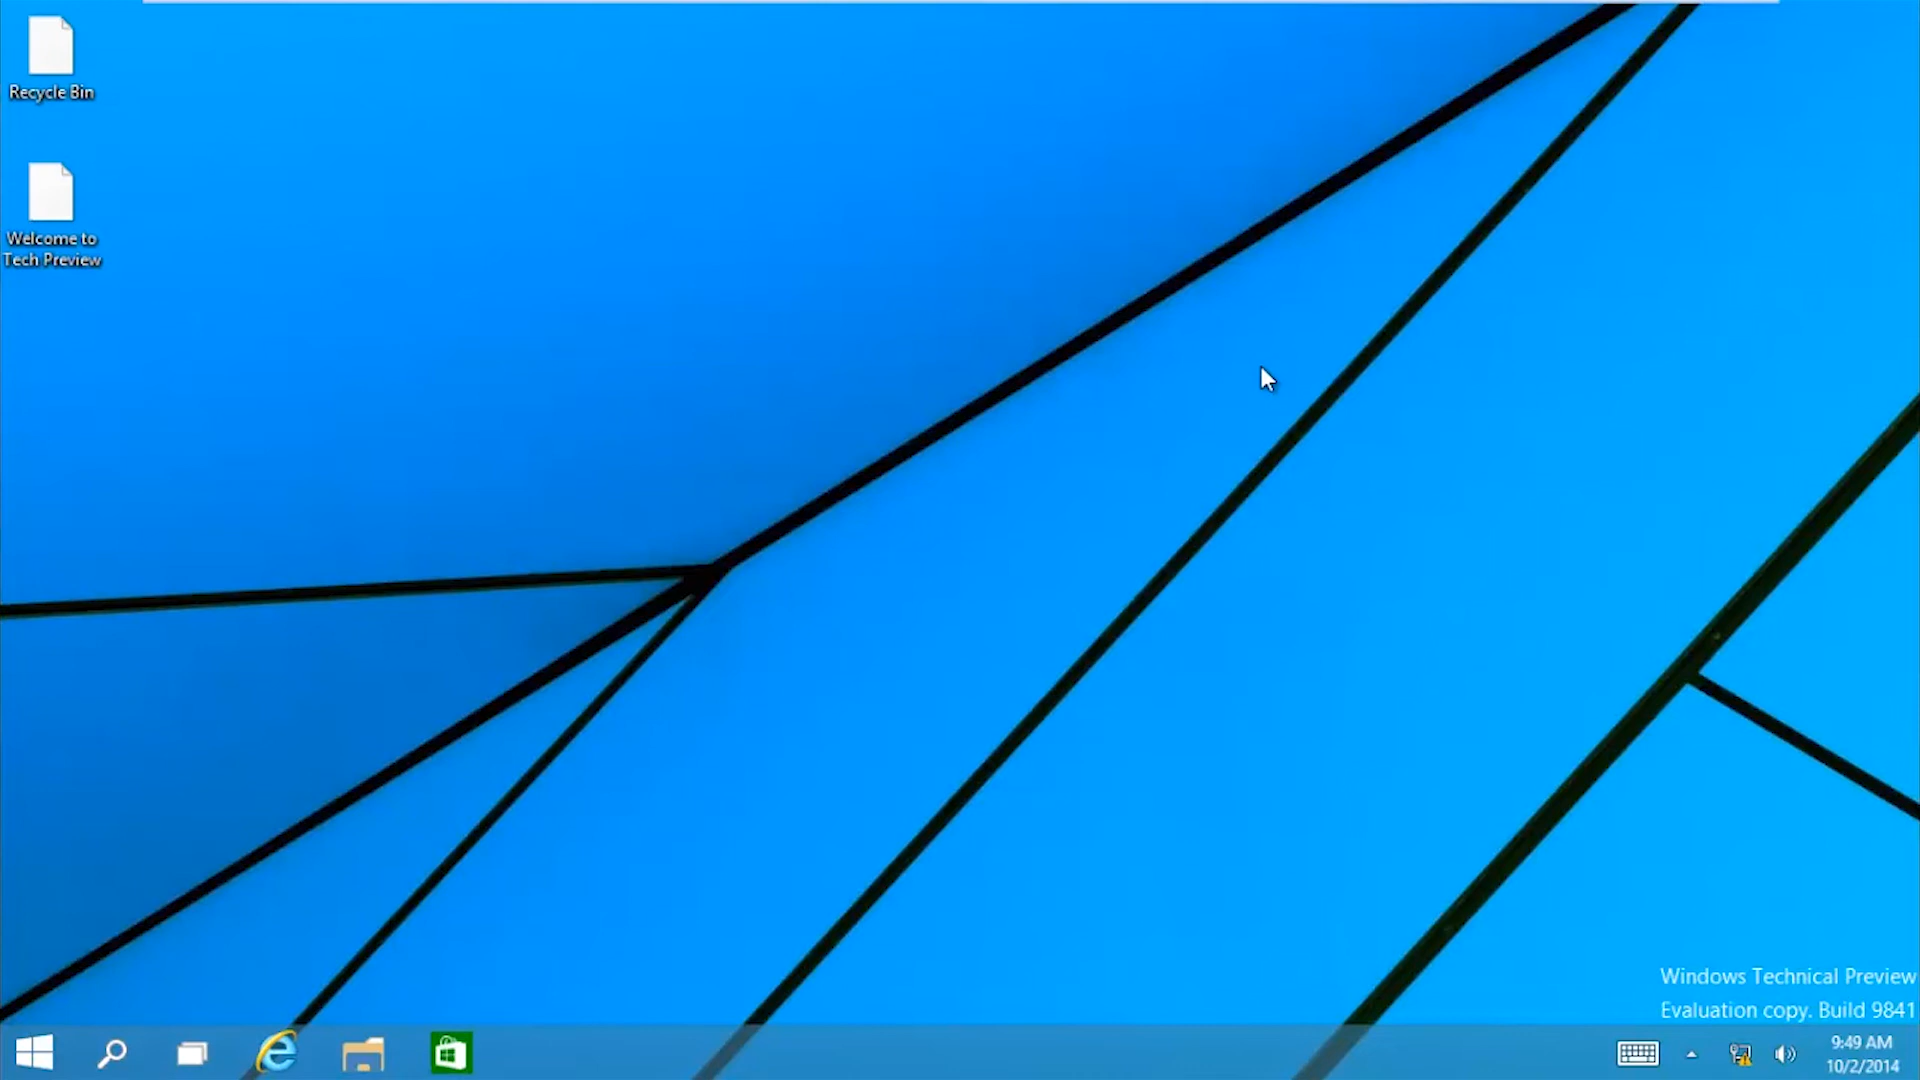 Recycle Bin
Welcome to
Tech Preview
Windows Technical Preview
Evaluation copy. Build 9841
9:49 AM
10/2/2014